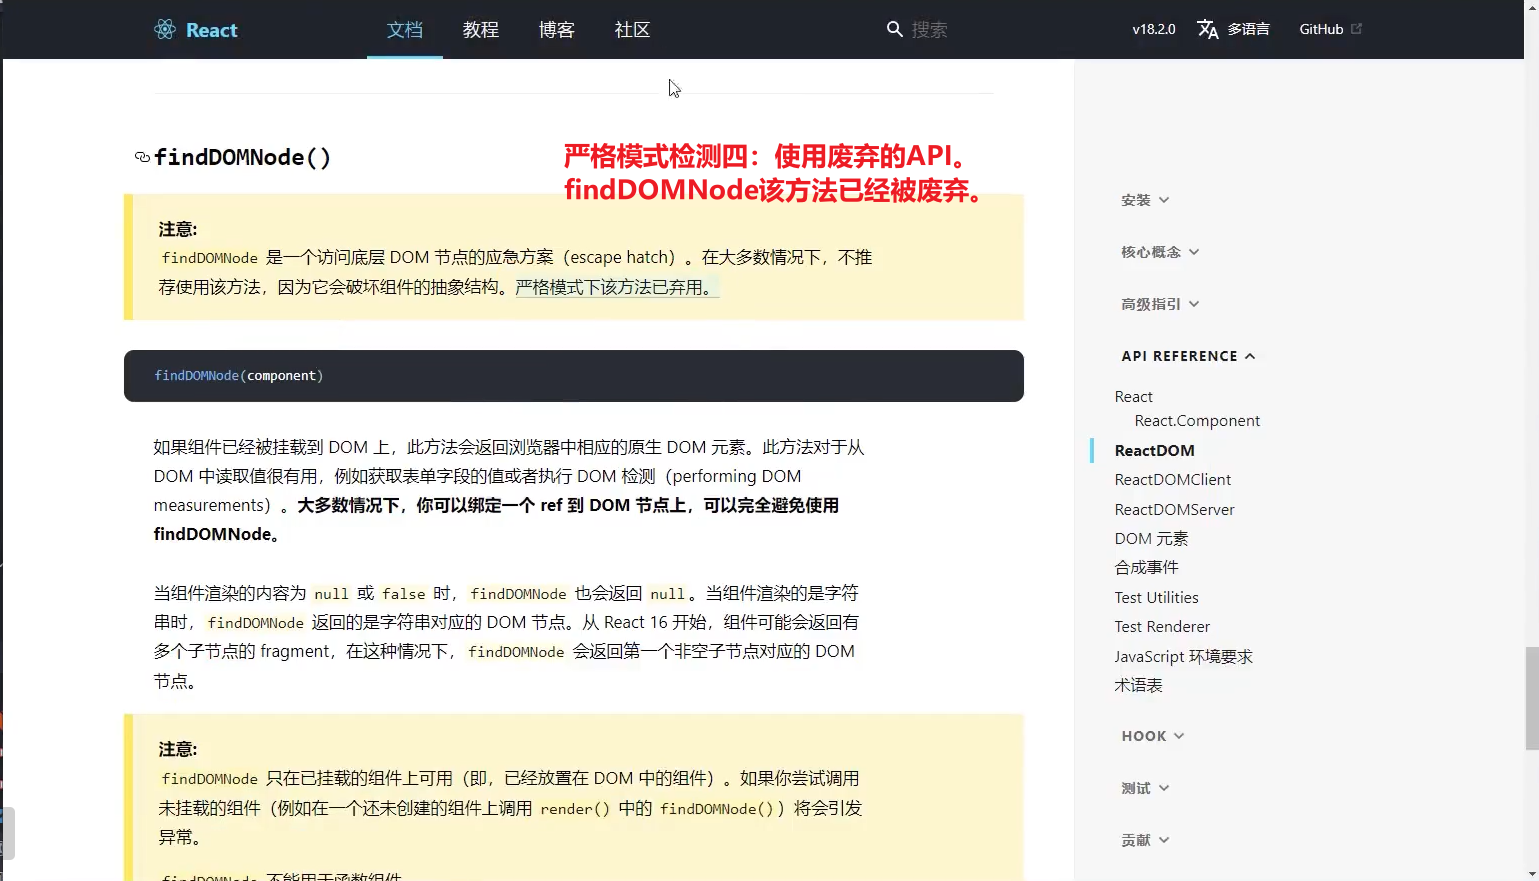 React 文档 教程 博客 社区 搜索 v18.2.0 多语言 GitHub
findDOMNode()
严格模式检测四：使用废弃的API。
findDOMNode该方法已经被废弃。
注意:
findDOMNode 是一个访问底层 DOM 节点的应急方案（escape hatch）。在大多数情况下，不推
荐使用该方法，因为它会破坏组件的抽象结构。严格模式下该方法已弃用。
findDOMNode(component)
如果组件已经被挂载到 DOM 上，此方法会返回浏览器中相应的原生 DOM 元素。此方法对于从
DOM 中读取值很有用，例如获取表单字段的值或者执行 DOM 检测（performing DOM
measurements）。大多数情况下，你可以绑定一个 ref 到 DOM 节点上，可以完全避免使用
findDOMNode。
当组件渲染的内容为 null 或 false 时，findDOMNode 也会返回 null。当组件渲染的是字符
串时，findDOMNode 返回的是字符串对应的 DOM 节点。从 React 16 开始，组件可能会返回有
多个子节点的 fragment，在这种情况下，findDOMNode 会返回第一个非空子节点对应的 DOM
节点。
注意:
findDOMNode 只在已挂载的组件上可用（即，已经放置在 DOM 中的组件）。如果你尝试调用
未挂载的组件（例如在一个还未创建的组件上调用 render() 中的 findDOMNode()）将会引发
异常。
findDOMNode 不能用于函数组件
安装
核心概念
高级指引
API REFERENCE
React
React.Component
ReactDOM
ReactDOMClient
ReactDOMServer
DOM 元素
合成事件
Test Utilities
Test Renderer
JavaScript 环境要求
术语表
HOOK
测试
贡献